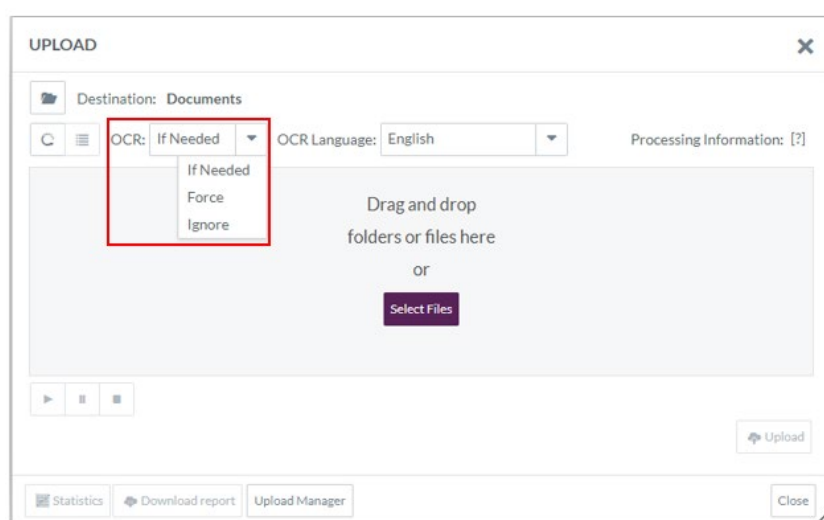 UPLOAD
Destination: Documents
OCR: If Needed OCR Language: English Processing Information: [?]
If Needed
Force
Ignore
Drag and drop
folders or files here
or
Select Files
Upload
Statistics Download report Upload Manager Close